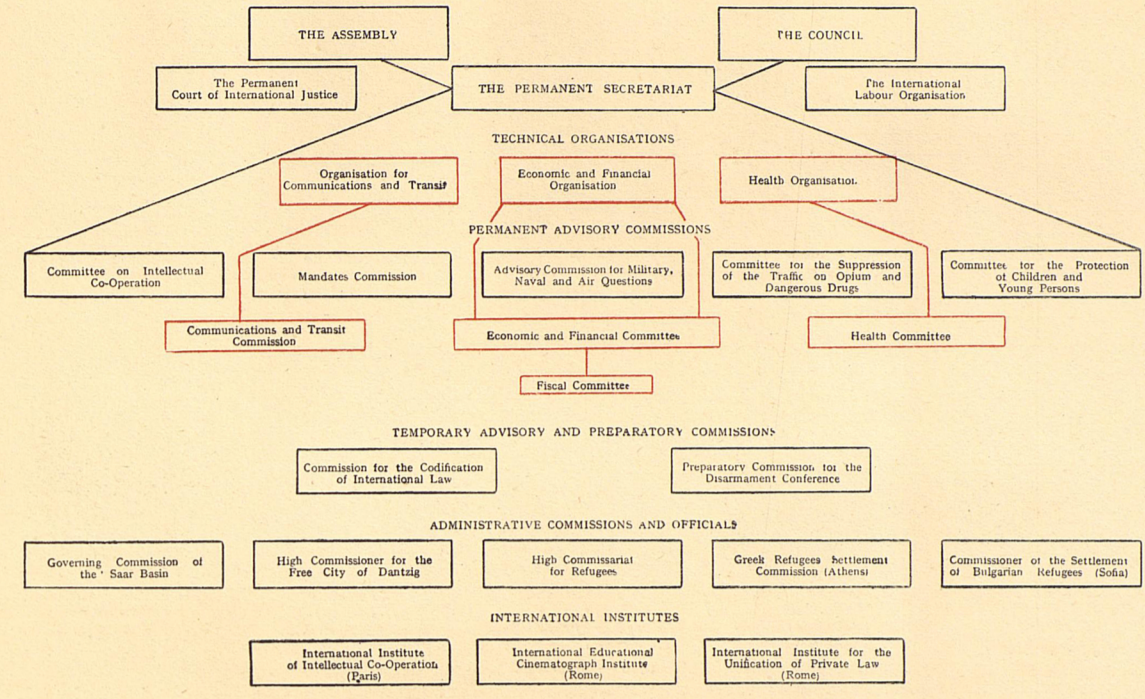 THE ASSEMBLY
THE COUNCIL
The Permanent
Court of International Justice
THE PERMANENT SECRETARIAT
The International
Labour Organisation
TECHNICAL ORGANISATIONS
Organisation for
Communications and Transit
Economic and Financial
Organisation
Health Organisation
PERMANENT ADVISORY COMMISSIONS
Committee on Intellectual
Co-Operation
Mandates Commission
Advisory Commission for Military,
Naval and Air Questions
Committee for the Suppression
of the Traffic on Opium and
Dangerous Drugs
Committee for the Protection
of Children and
Young Persons
Communications and Transit
Commission
Economic and Financial Committee
Health Committee
Fiscal Committee
TEMPORARY ADVISORY AND PREPARATORY COMMISSIONS
Commission for the Codification
of International Law
Preparatory Commission for the
Disarmament Conference
ADMINISTRATIVE COMMISSIONS AND OFFICIALS
Governing Commission of
the Saar Basin
High Commissioner for the
Free City of Dantzig
High Commissariat
for Refugees
Greek Refugees Settlement
Commission (Athens)
Commissioner of the Settlement
of Bulgarian Refugees (Sofia)
INTERNATIONAL INSTITUTES
International Institute
of Intellectual Co-Operation
(Paris)
International Educational
Cinematograph Institute
(Rome)
International Institute for the
Unification of Private Law
(Rome)